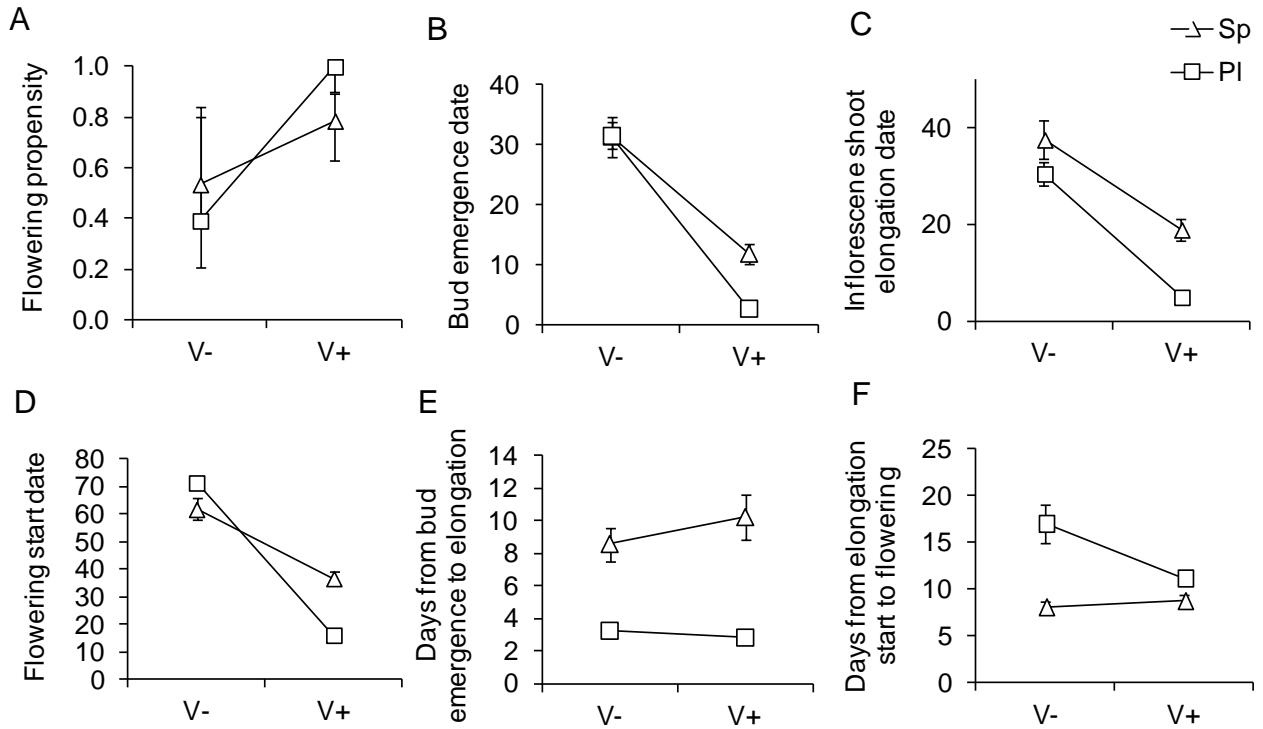 A
Flowering propensity
1.0
0.8
0.6
0.4
0.2
0.0
V-
V+
B
Bud emergence date
40
30
20
10
0
V-
V+
C
Sp
Pl
Inflorescene shoot
elongation date
40
20
0
V-
V+
D
Flowering start date
80
70
60
50
40
30
20
10
0
V-
V+
E
Days from bud
emergence to elongation
14
12
10
8
6
4
2
0
V-
V+
F
Days from elongation
start to flowering
25
20
15
10
5
0
V-
V+